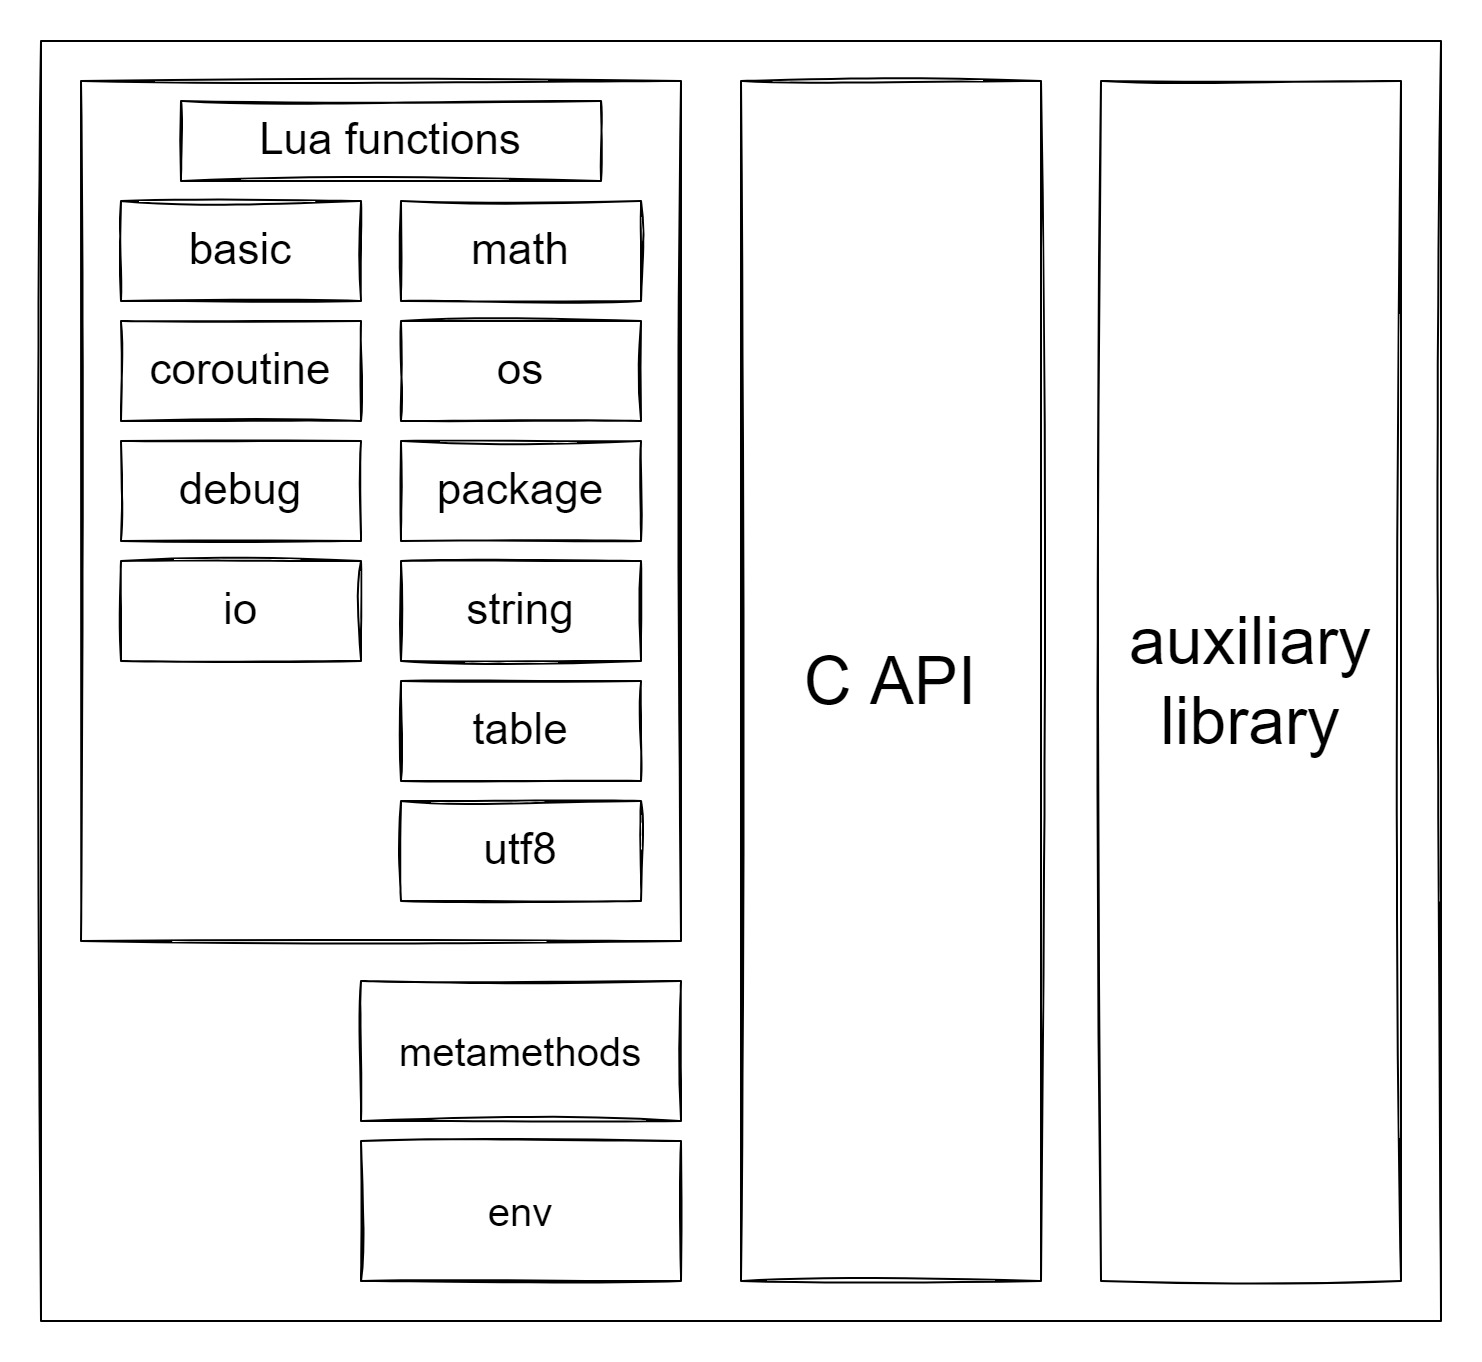 Lua functions
basic
math
coroutine
os
debug
package
io
string
table
utf8
metamethods
env
C API
auxiliary
library